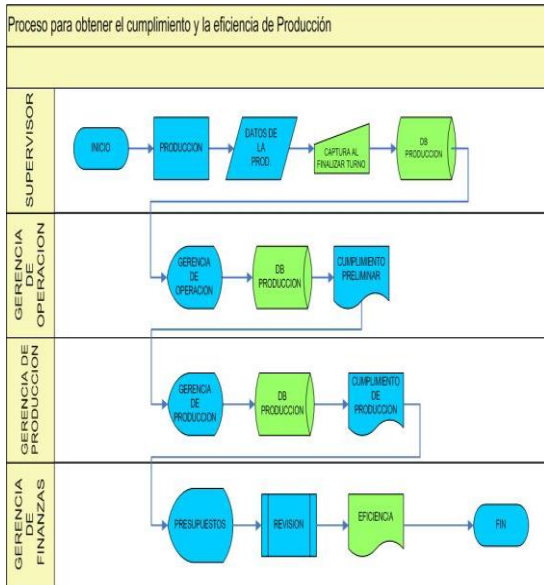 Proceso para obtener el cumplimiento y la eficiencia de Producción
SUPERVISOR
INICIO
PRODUCCION
DATOS DE
LA
PROD.
CAPTURA AL
FINALIZAR TURNO
DB
PRODUCCION
GERENCIA
DE
OPERACION
GERENCIA
DE
OPERACION
DB
PRODUCCION
CUMPLIMIENTO
PRELIMINAR
GERENCIA DE
PRODUCCION
GERENCIA
DE
PRODUCCION
DB
PRODUCCION
CUMPLIMIENTO
DE
PRODUCCION
GERENCIA
DE
FINANZAS
PRESUPUESTOS
REVISION
EFICIENCIA
FIN